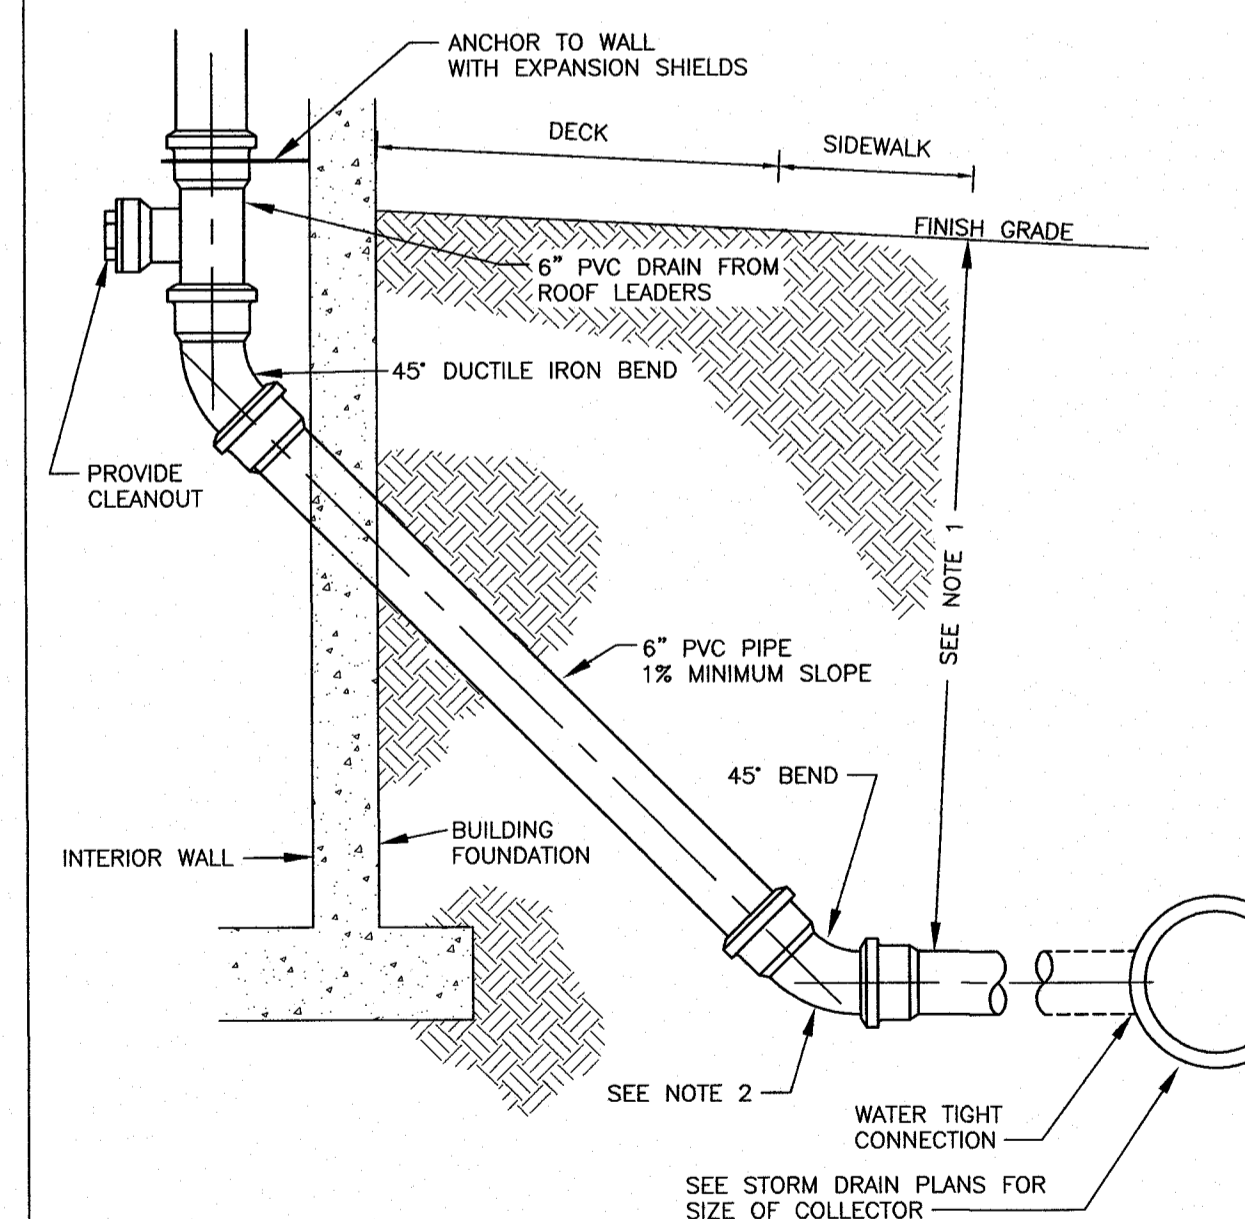 ANCHOR TO WALL
WITH EXPANSION SHIELDS
DECK
SIDEWALK
FINISH GRADE
6" PVC DRAIN FROM
ROOF LEADERS
45° DUCTILE IRON BEND
PROVIDE
CLEANOUT
SEE NOTE 1
6" PVC PIPE
1% MINIMUM SLOPE
45° BEND
INTERIOR WALL
BUILDING
FOUNDATION
SEE NOTE 2
WATER TIGHT
CONNECTION
SEE STORM DRAIN PLANS FOR
SIZE OF COLLECTOR